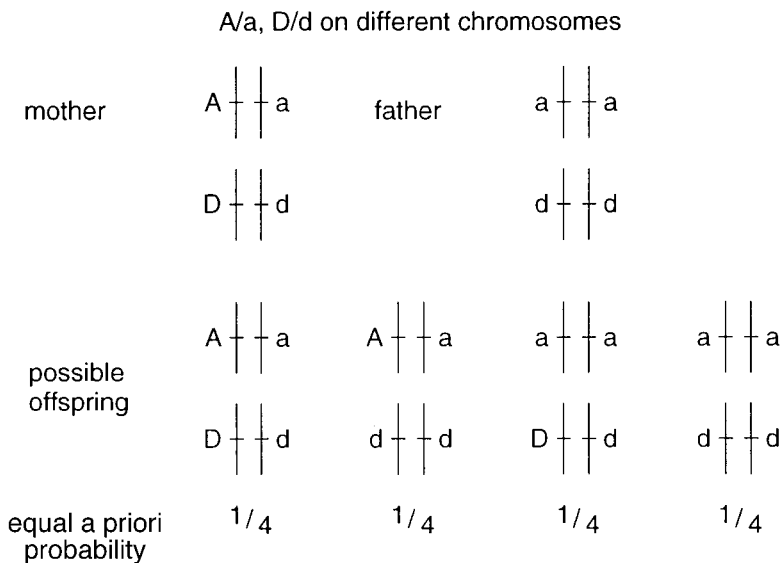 A/a, D/d on different chromosomes
mother A a father a a
D d d d
possible offspring
A a A a a a a a
D d d d D d d d
equal a priori probability
1/4 1/4 1/4 1/4